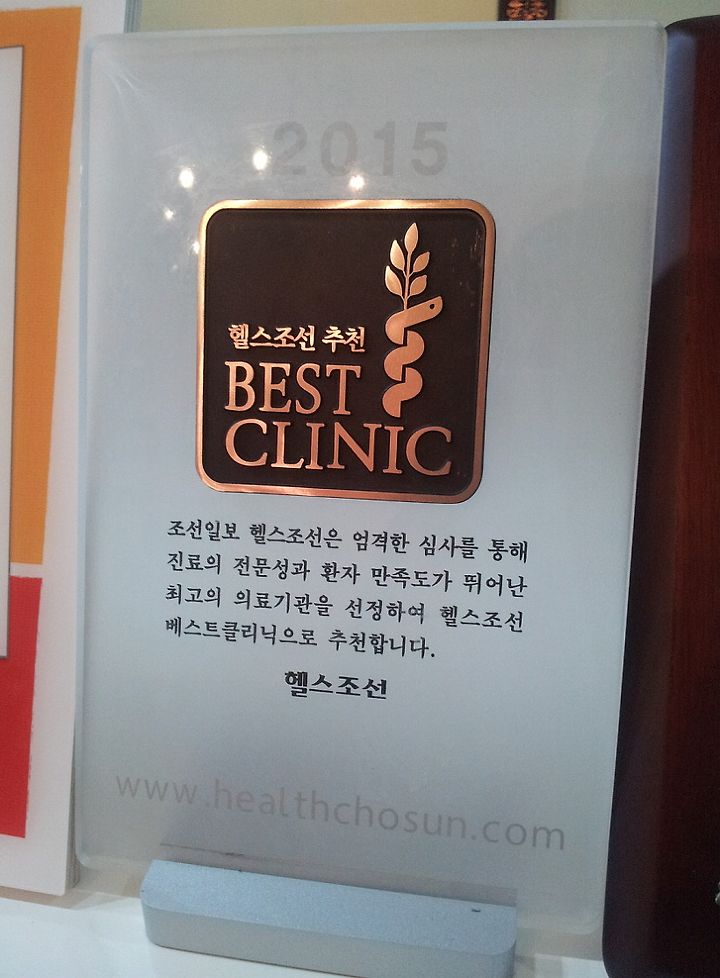 2015
헬스조선 추천
BEST
CLINIC
조선일보 헬스조선은 엄격한 심사를 통해
진료의 전문성과 환자 만족도가 뛰어난
최고의 의료기관을 선정하여 헬스조선
베스트클리닉으로 추천합니다.
헬스조선
www.healthchosun.com